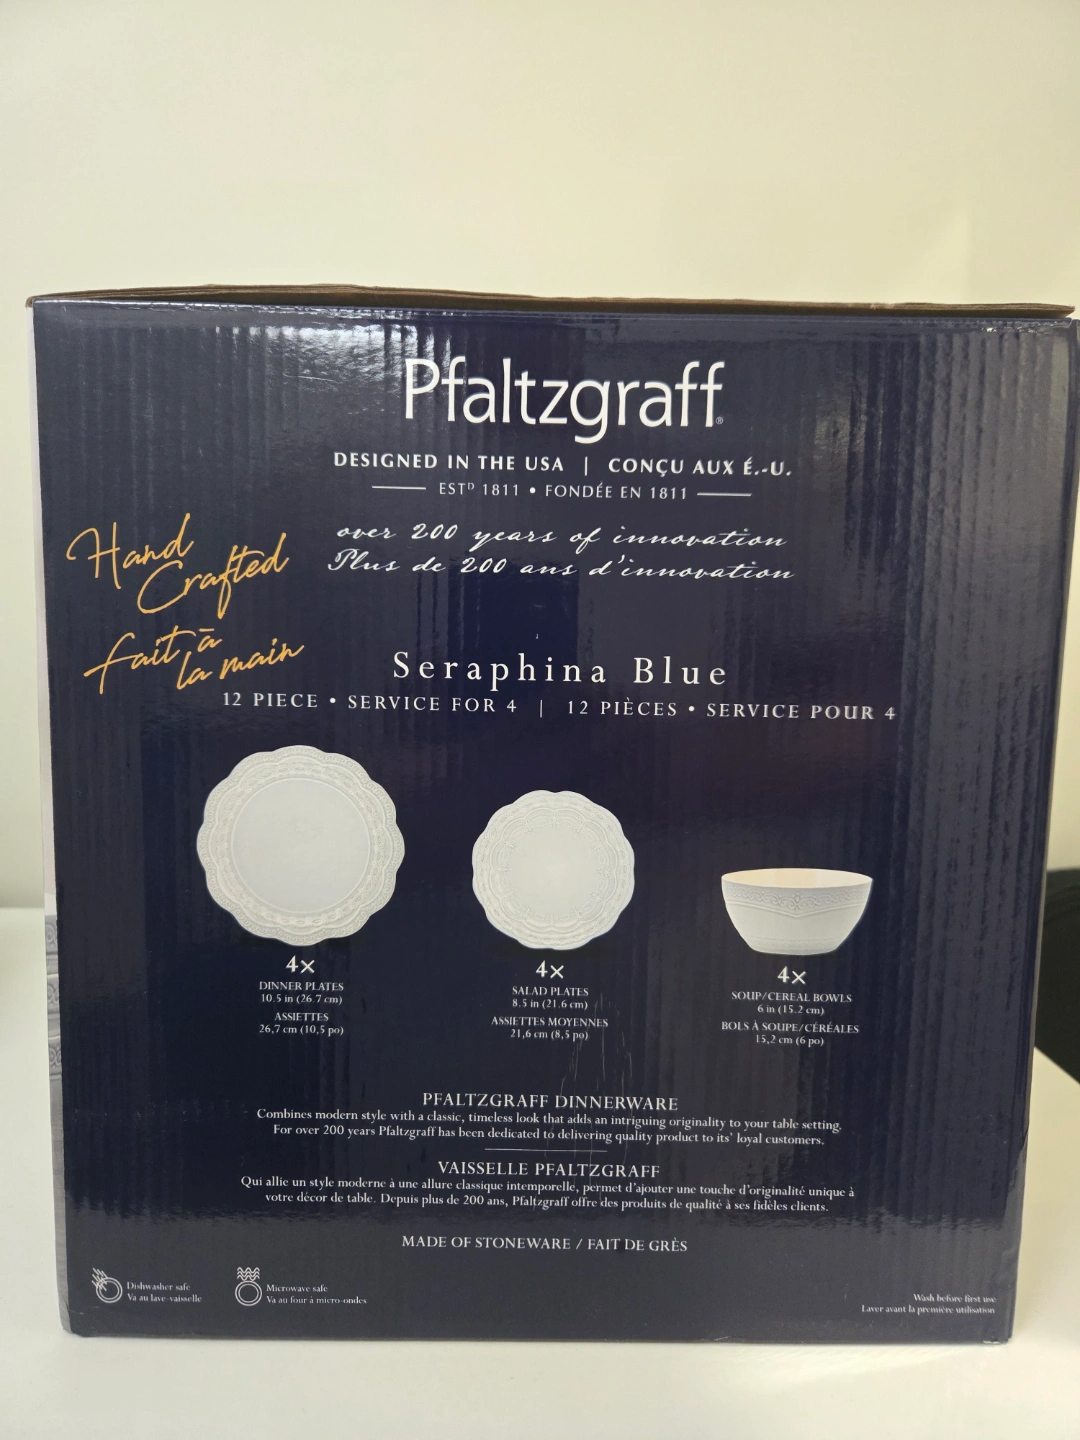 Pfaltzgraff®
DESIGNED IN THE USA | CONÇU AUX É.-U.
ESTᴰ 1811 • FONDÉE EN 1811
over 200 years of innovation
Plus de 200 ans d'innovation
Hand
Crafted
fait à
la main
Seraphina Blue
12 PIECE • SERVICE FOR 4 | 12 PIÈCES • SERVICE POUR 4
4x
DINNER PLATES
10.5 in (26.7 cm)
ASSIETTES
26,7 cm (10,5 po)
4x
SALAD PLATES
8.5 in (21.6 cm)
ASSIETTES MOYENNES
21,6 cm (8,5 po)
4x
SOUP/CEREAL BOWLS
6 in (15.2 cm)
BOLS À SOUPE/CÉRÉALES
15,2 cm (6 po)
PFALTZGRAFF DINNERWARE
Combines modern style with a classic, timeless look that adds an intriguing originality to your table setting.
For over 200 years Pfaltzgraff has been dedicated to delivering quality product to its' loyal customers.
VAISSELLE PFALTZGRAFF
Qui allie un style moderne à une allure classique intemporelle, permet d'ajouter une touche d'originalité unique à
votre décor de table. Depuis plus de 200 ans, Pfaltzgraff offre des produits de qualité à ses fidèles clients.
MADE OF STONEWARE / FAIT DE GRÈS
Dishwasher safe
Va au lave-vaisselle
Microwave safe
Va au four à micro-ondes
Wash before first use
Laver avant la première utilisation